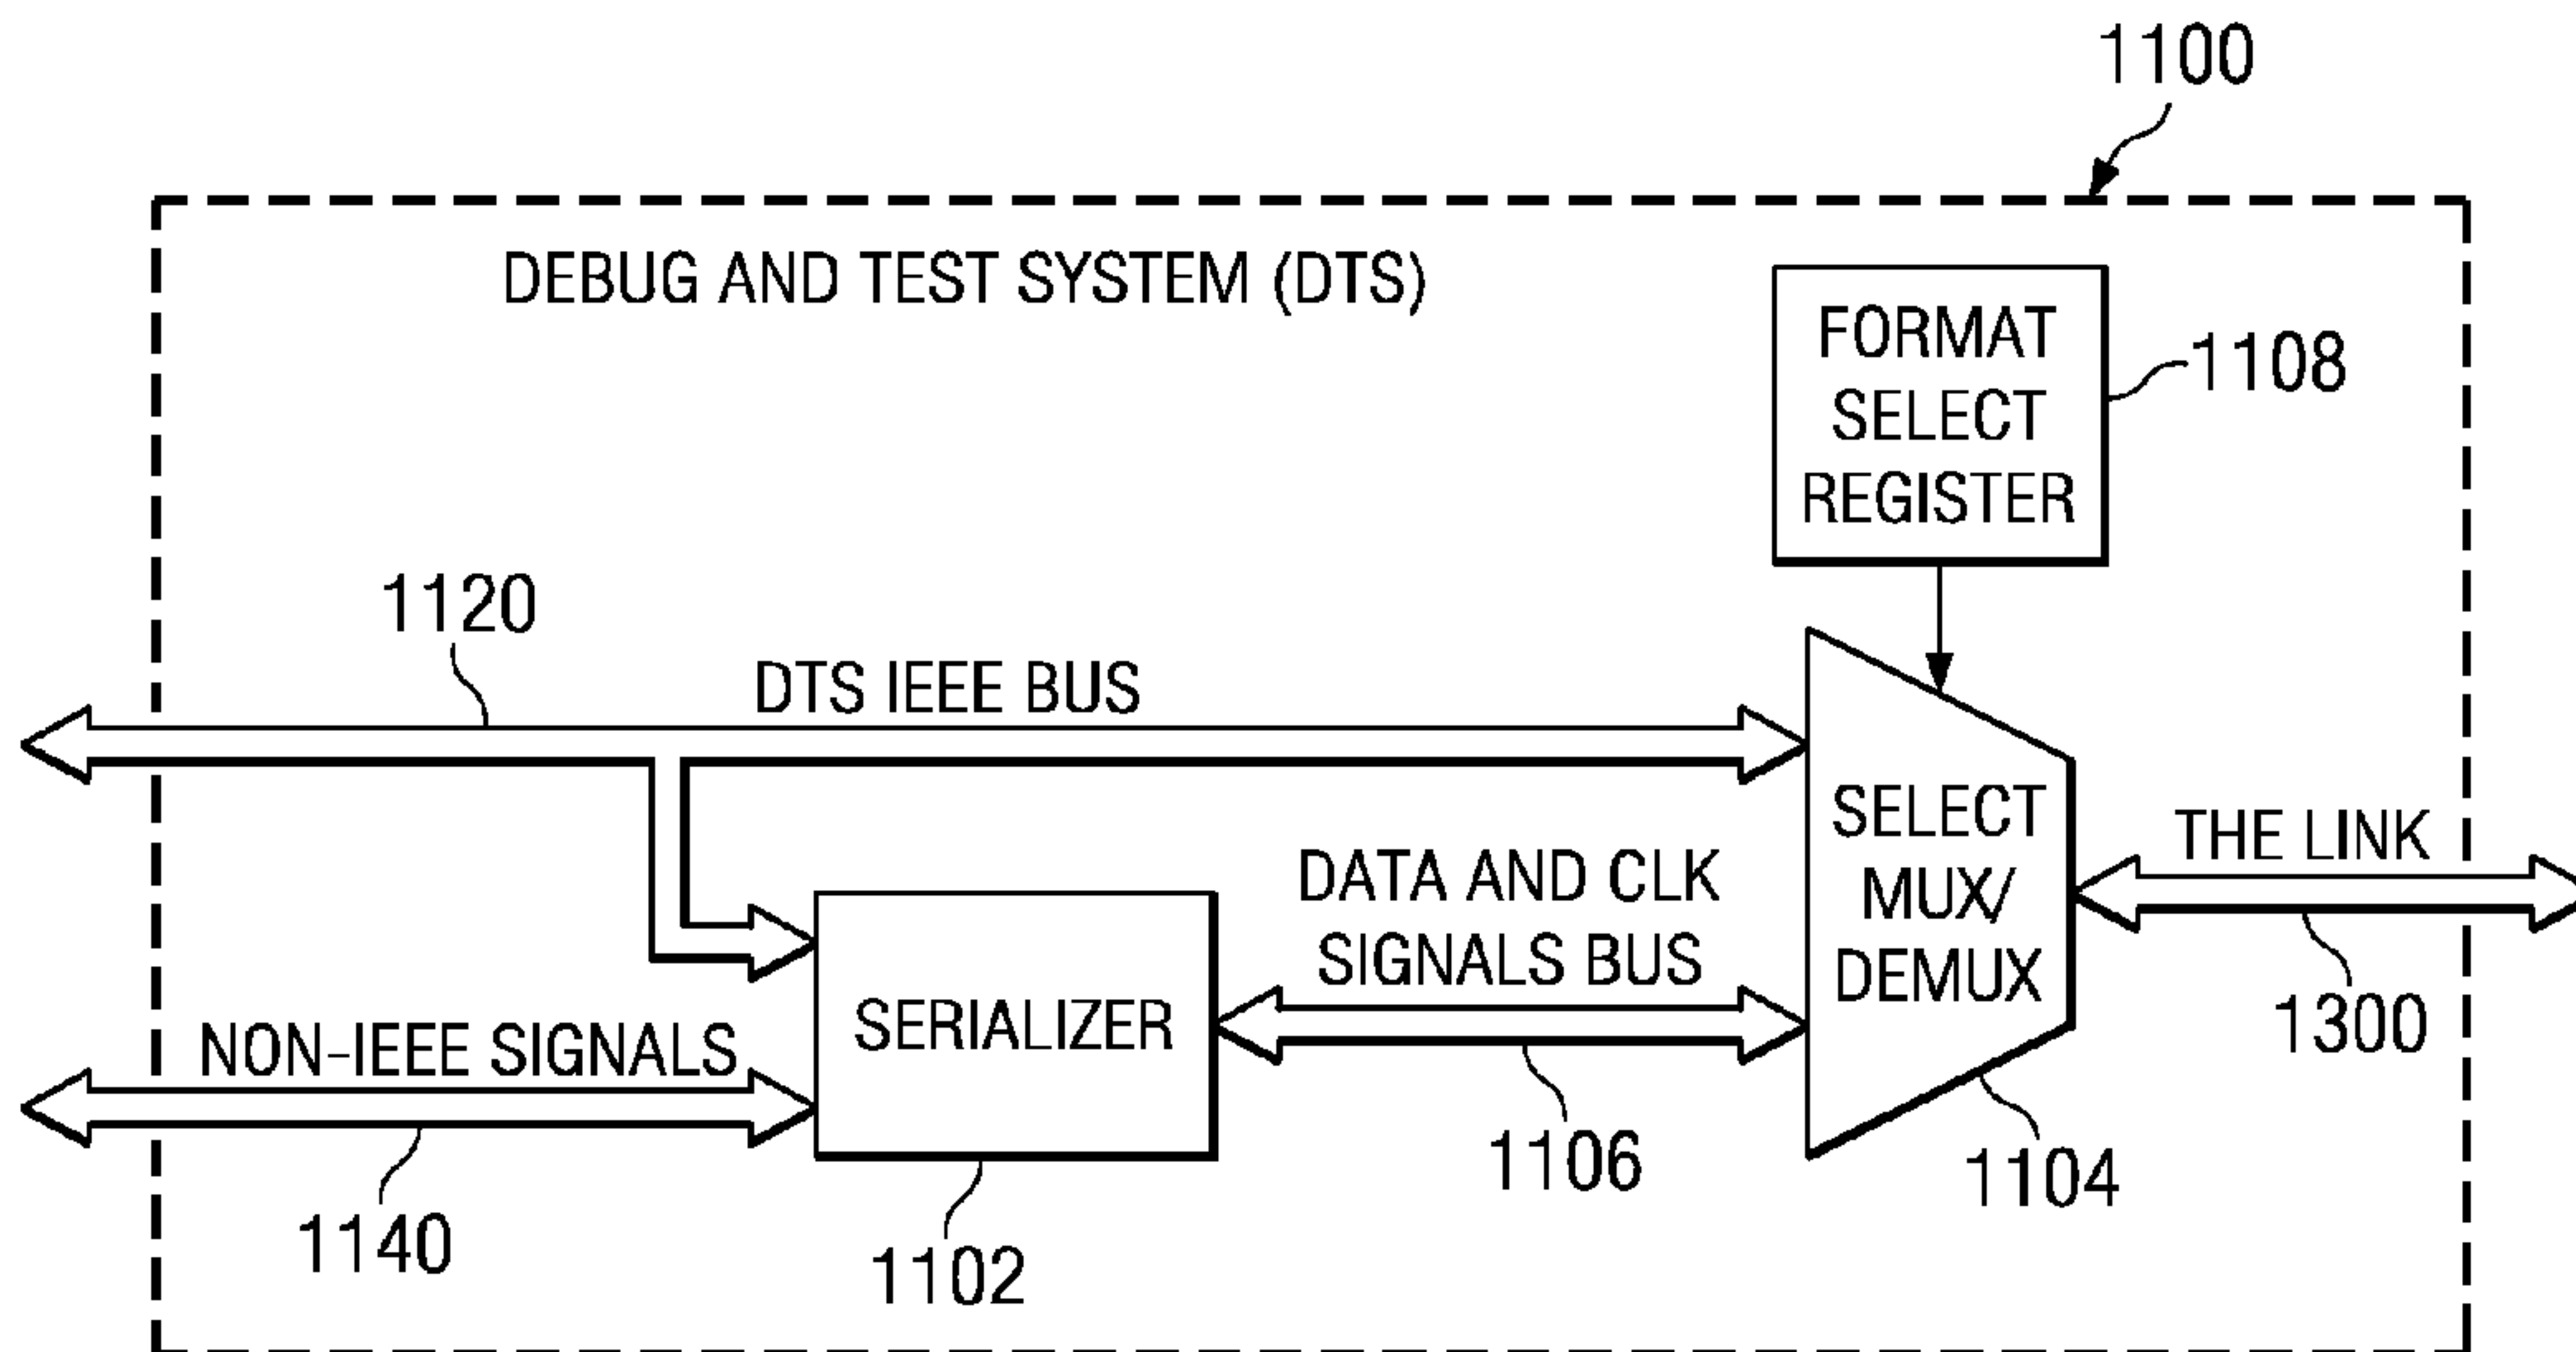 1100
DEBUG AND TEST SYSTEM (DTS)
FORMAT
SELECT
REGISTER
1108
1120
DTS IEEE BUS
SELECT
MUX/
DEMUX
THE LINK
DATA AND CLK
SIGNALS BUS
SERIALIZER
NON-IEEE SIGNALS
1300
1106
1104
1140
1102